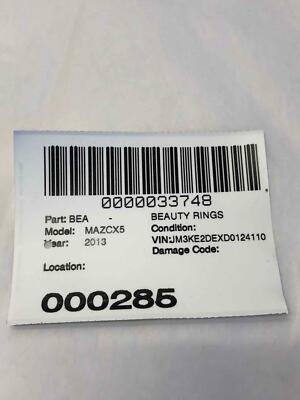 0000033748
Part: BEA - BEAUTY RINGS
Model: MAZCX5 Condition:
Year: 2013 VIN:JM3KE2DEXD0124110
Damage Code:
Location:
000285